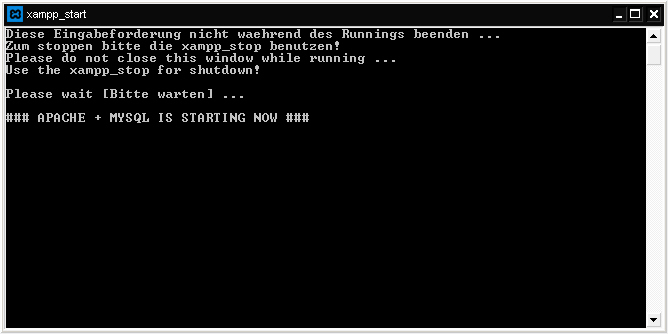 xampp_start
Diese Eingabeforderung nicht waehrend des Runnings beenden ...
Zum stoppen bitte die xampp_stop benutzen!
Please do not close this window while running ...
Use the xampp_stop for shutdown!
Please wait [Bitte warten] ...
### APACHE + MYSQL IS STARTING NOW ###